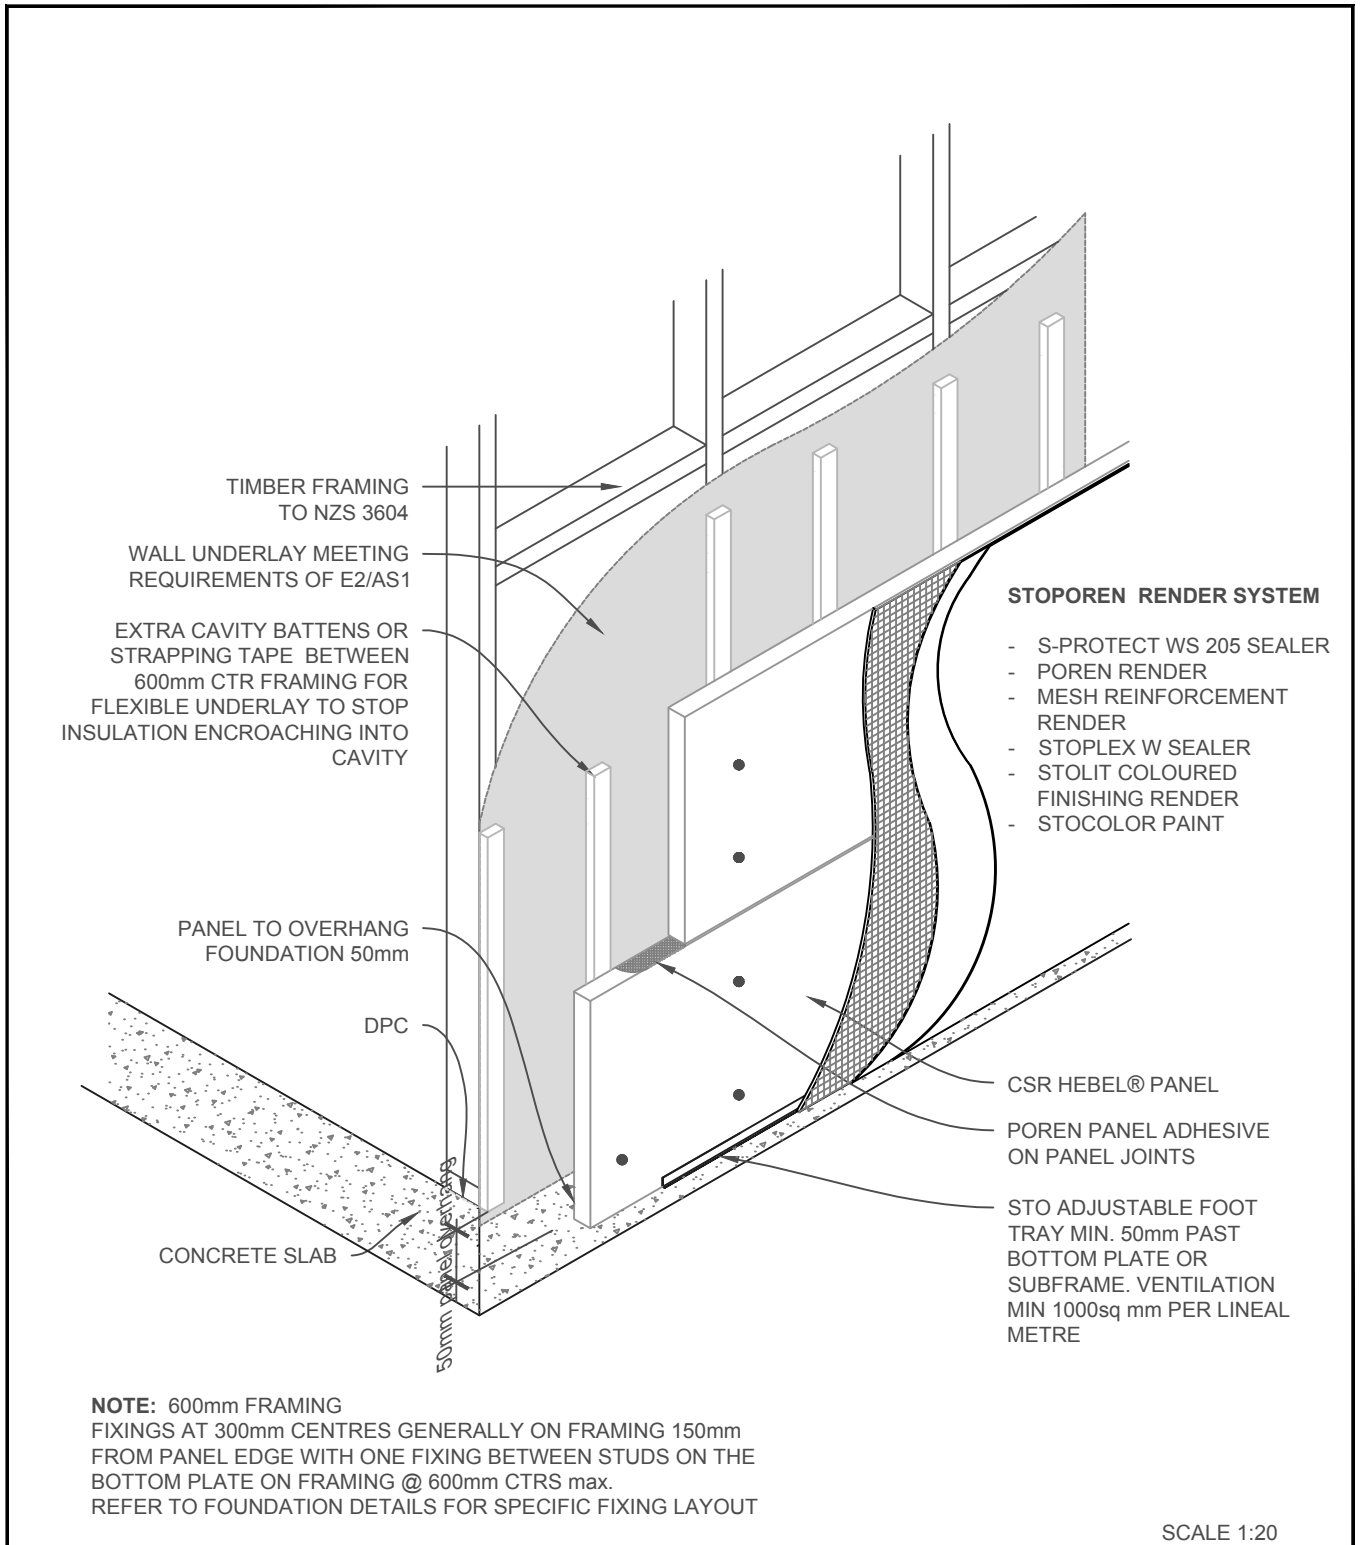 TIMBER FRAMING
TO NZS 3604
WALL UNDERLAY MEETING
REQUIREMENTS OF E2/AS1
EXTRA CAVITY BATTENS OR
STRAPPING TAPE BETWEEN
600mm CTR FRAMING FOR
FLEXIBLE UNDERLAY TO STOP
INSULATION ENCROACHING INTO
CAVITY
PANEL TO OVERHANG
FOUNDATION 50mm
DPC
CONCRETE SLAB
50mm panel overhang
STOPOREN RENDER SYSTEM
- S-PROTECT WS 205 SEALER
- POREN RENDER
- MESH REINFORCEMENT
RENDER
- STOPLEX W SEALER
- STOLIT COLOURED
FINISHING RENDER
- STOCOLOR PAINT
CSR HEBEL® PANEL
POREN PANEL ADHESIVE
ON PANEL JOINTS
STO ADJUSTABLE FOOT
TRAY MIN. 50mm PAST
BOTTOM PLATE OR
SUBFRAME. VENTILATION
MIN 1000sq mm PER LINEAL
METRE
NOTE: 600mm FRAMING
FIXINGS AT 300mm CENTRES GENERALLY ON FRAMING 150mm
FROM PANEL EDGE WITH ONE FIXING BETWEEN STUDS ON THE
BOTTOM PLATE ON FRAMING @ 600mm CTRS max.
REFER TO FOUNDATION DETAILS FOR SPECIFIC FIXING LAYOUT
SCALE 1:20